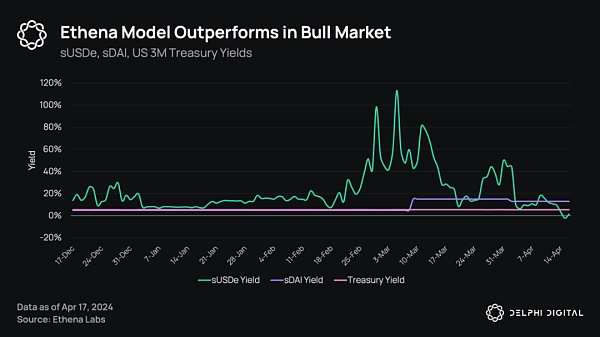 Ethena Model Outperforms in Bull Market
sUSDe, sDAI, US 3M Treasury Yields
120%
100%
80%
60%
40%
20%
0%
-20%
Yield
17-Dec
24-Dec
31-Dec
7-Jan
14-Jan
21-Jan
28-Jan
4-Feb
11-Feb
18-Feb
25-Feb
3-Mar
10-Mar
17-Mar
24-Mar
31-Mar
7-Apr
14-Apr
sUSDe Yield
sDAI Yield
Treasury Yield
Data as of Apr 17, 2024
Source: Ethena Labs
DELPHI DIGITAL